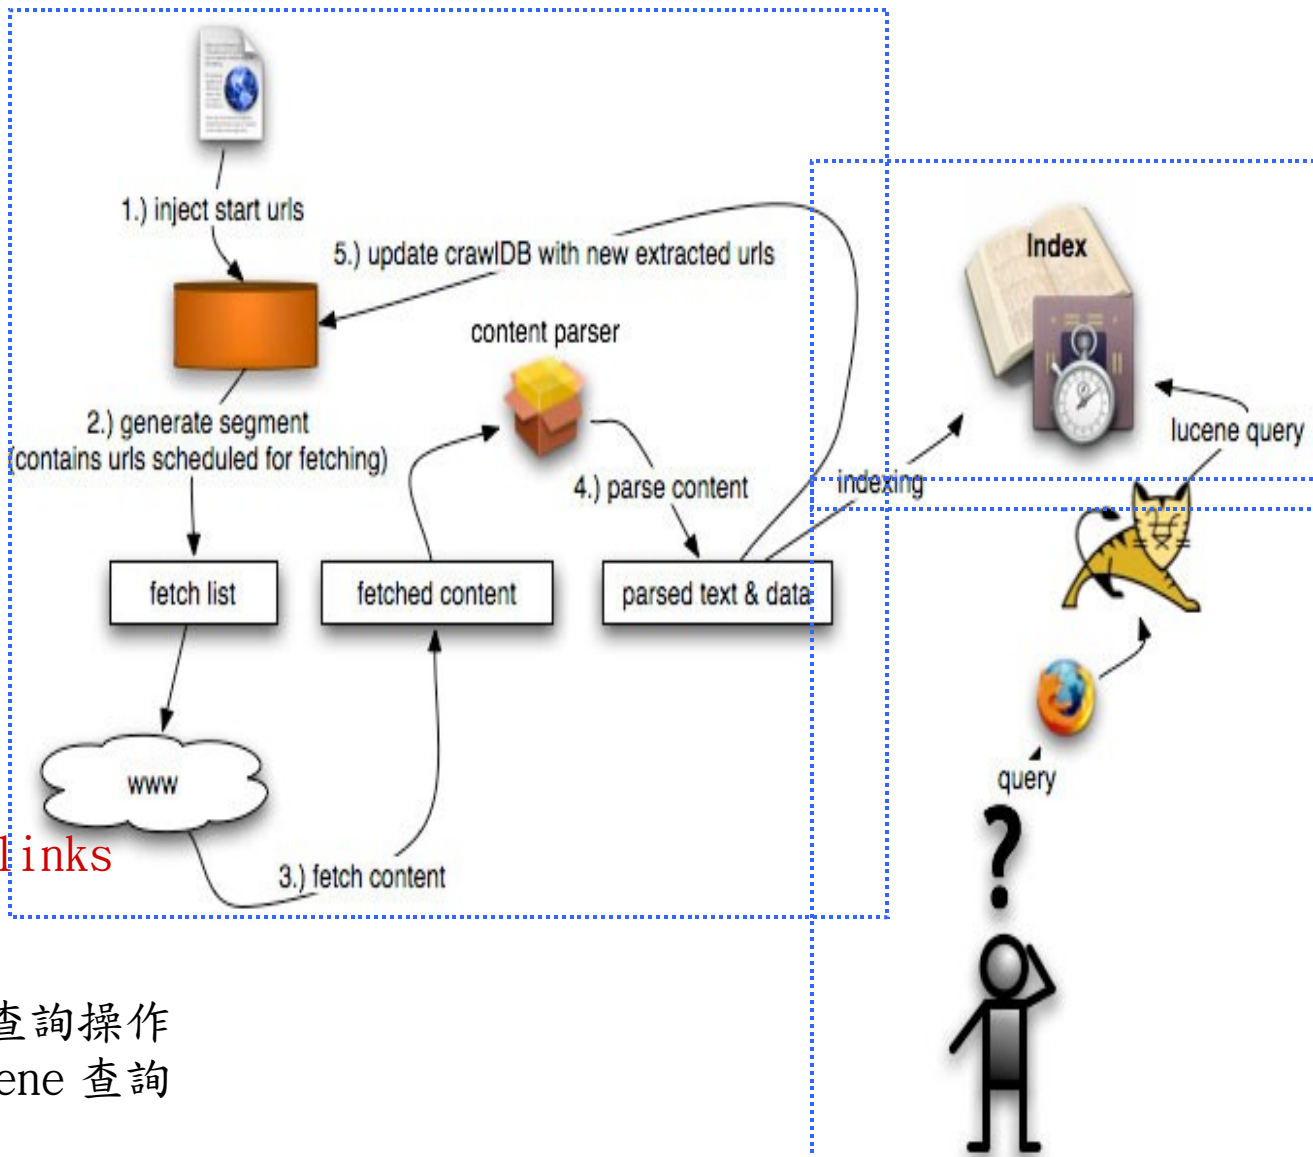 1.) inject start urls
5.) update crawlDB with new extracted urls
Index
content parser
2.) generate segment
(contains urls scheduled for fetching)
4.) parse content
indexing
lucene query
fetch list
fetched content
parsed text & data
www
query
links
3.) fetch content
?
查詢操作
ene 查詢